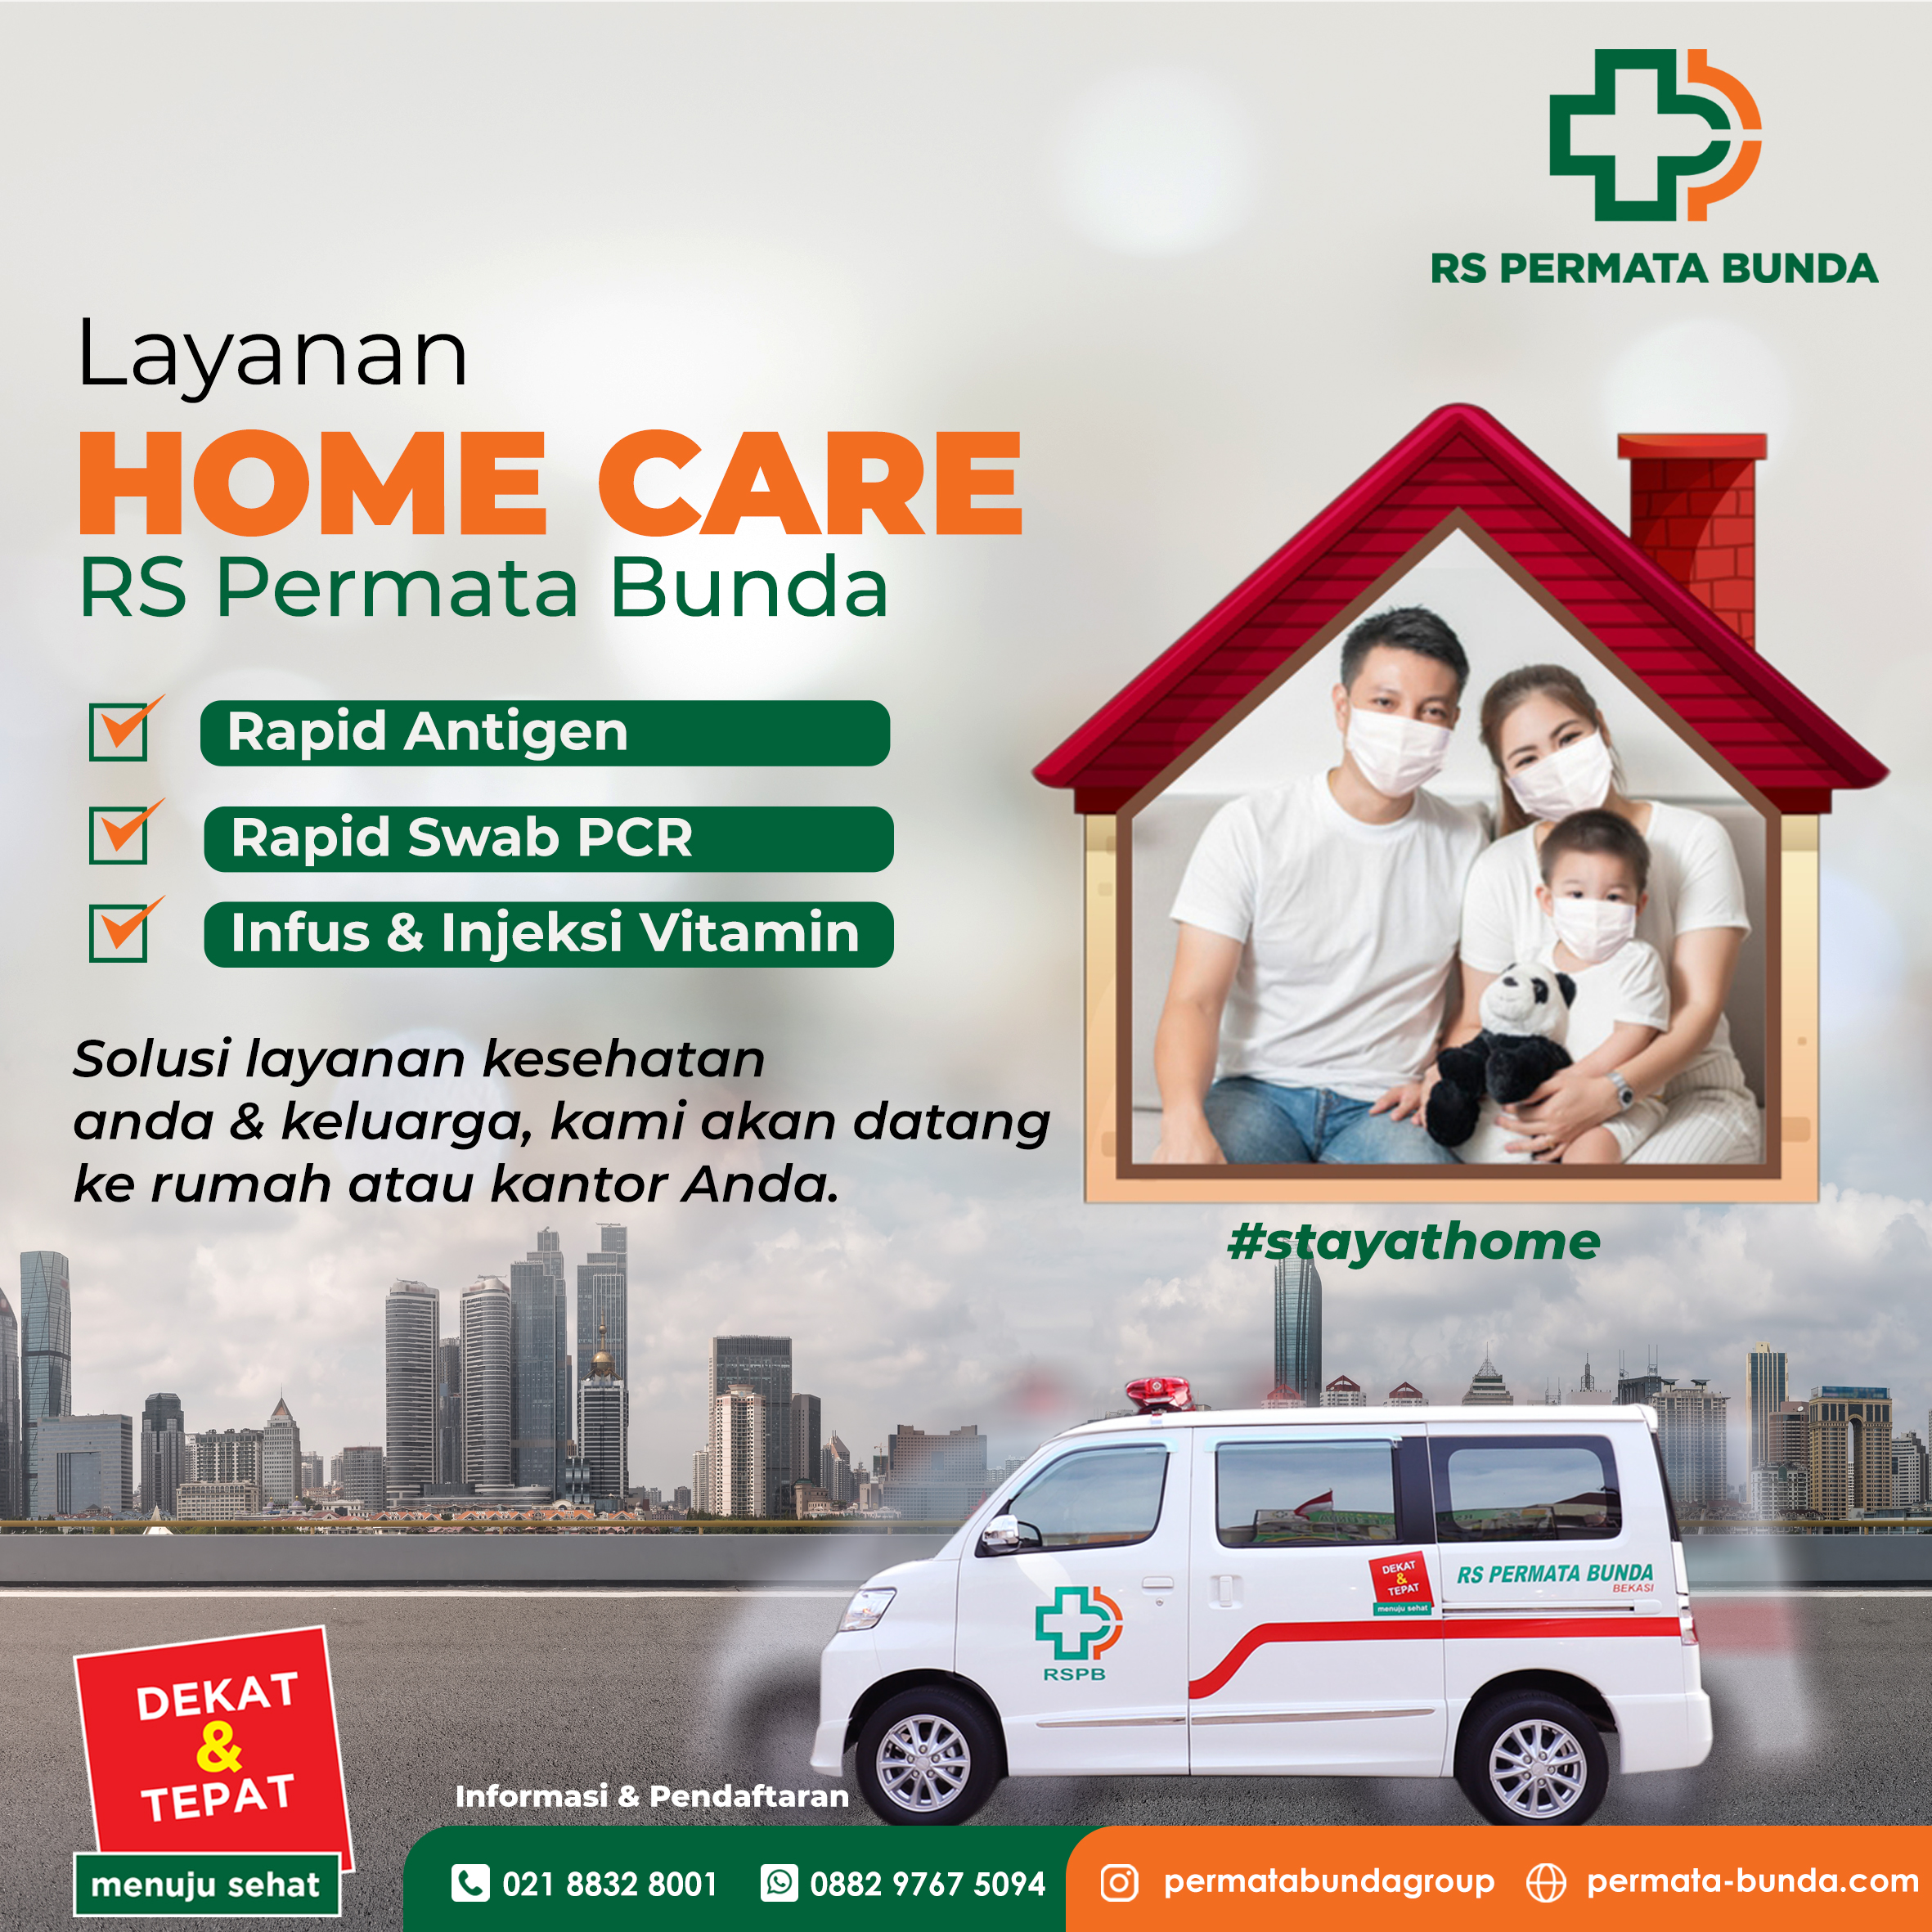 RS PERMATA BUNDA
Layanan
HOME CARE
RS Permata Bunda
Rapid Antigen
Rapid Swab PCR
Infus & Injeksi Vitamin
Solusi layanan kesehatan
anda & keluarga, kami akan datang
ke rumah atau kantor Anda.
#stayathome
DEKAT
&
TEPAT
menuju sehat
RS PERMATA BUNDA
BEKASI
RSPB
DEKAT
&
TEPAT
menuju sehat
Informasi & Pendaftaran
021 8832 8001
0882 9767 5094
permatabundagroup
permata-bunda.com